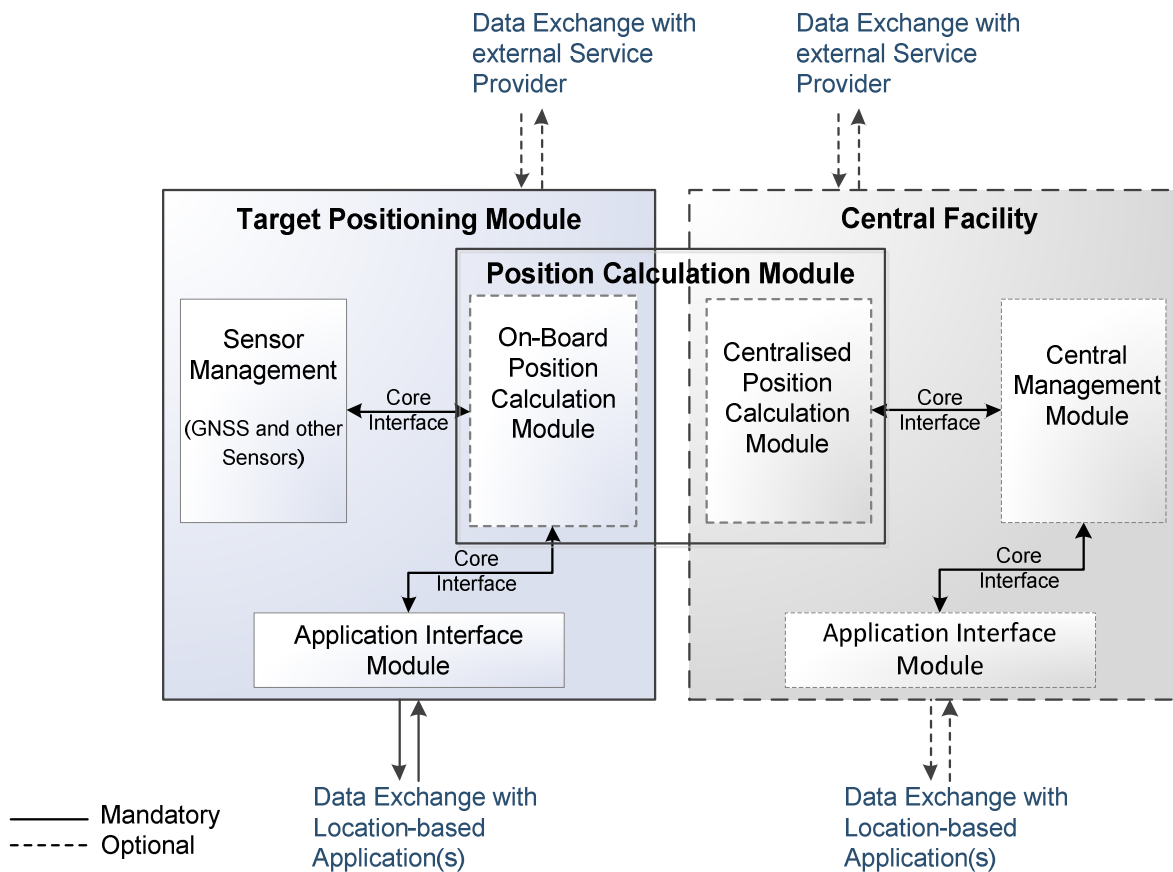 Data Exchange with
external Service
Provider
Data Exchange with
external Service
Provider
Target Positioning Module
Central Facility
Position Calculation Module
Sensor
Management
(GNSS and other
Sensors)
Core
Interface
On-Board
Position
Calculation
Module
Centralised
Position
Calculation
Module
Core
Interface
Central
Management
Module
Core
Interface
Application Interface
Module
Core
Interface
Application Interface
Module
Data Exchange with
Location-based
Application(s)
Data Exchange with
Location-based
Application(s)
Mandatory
Optional